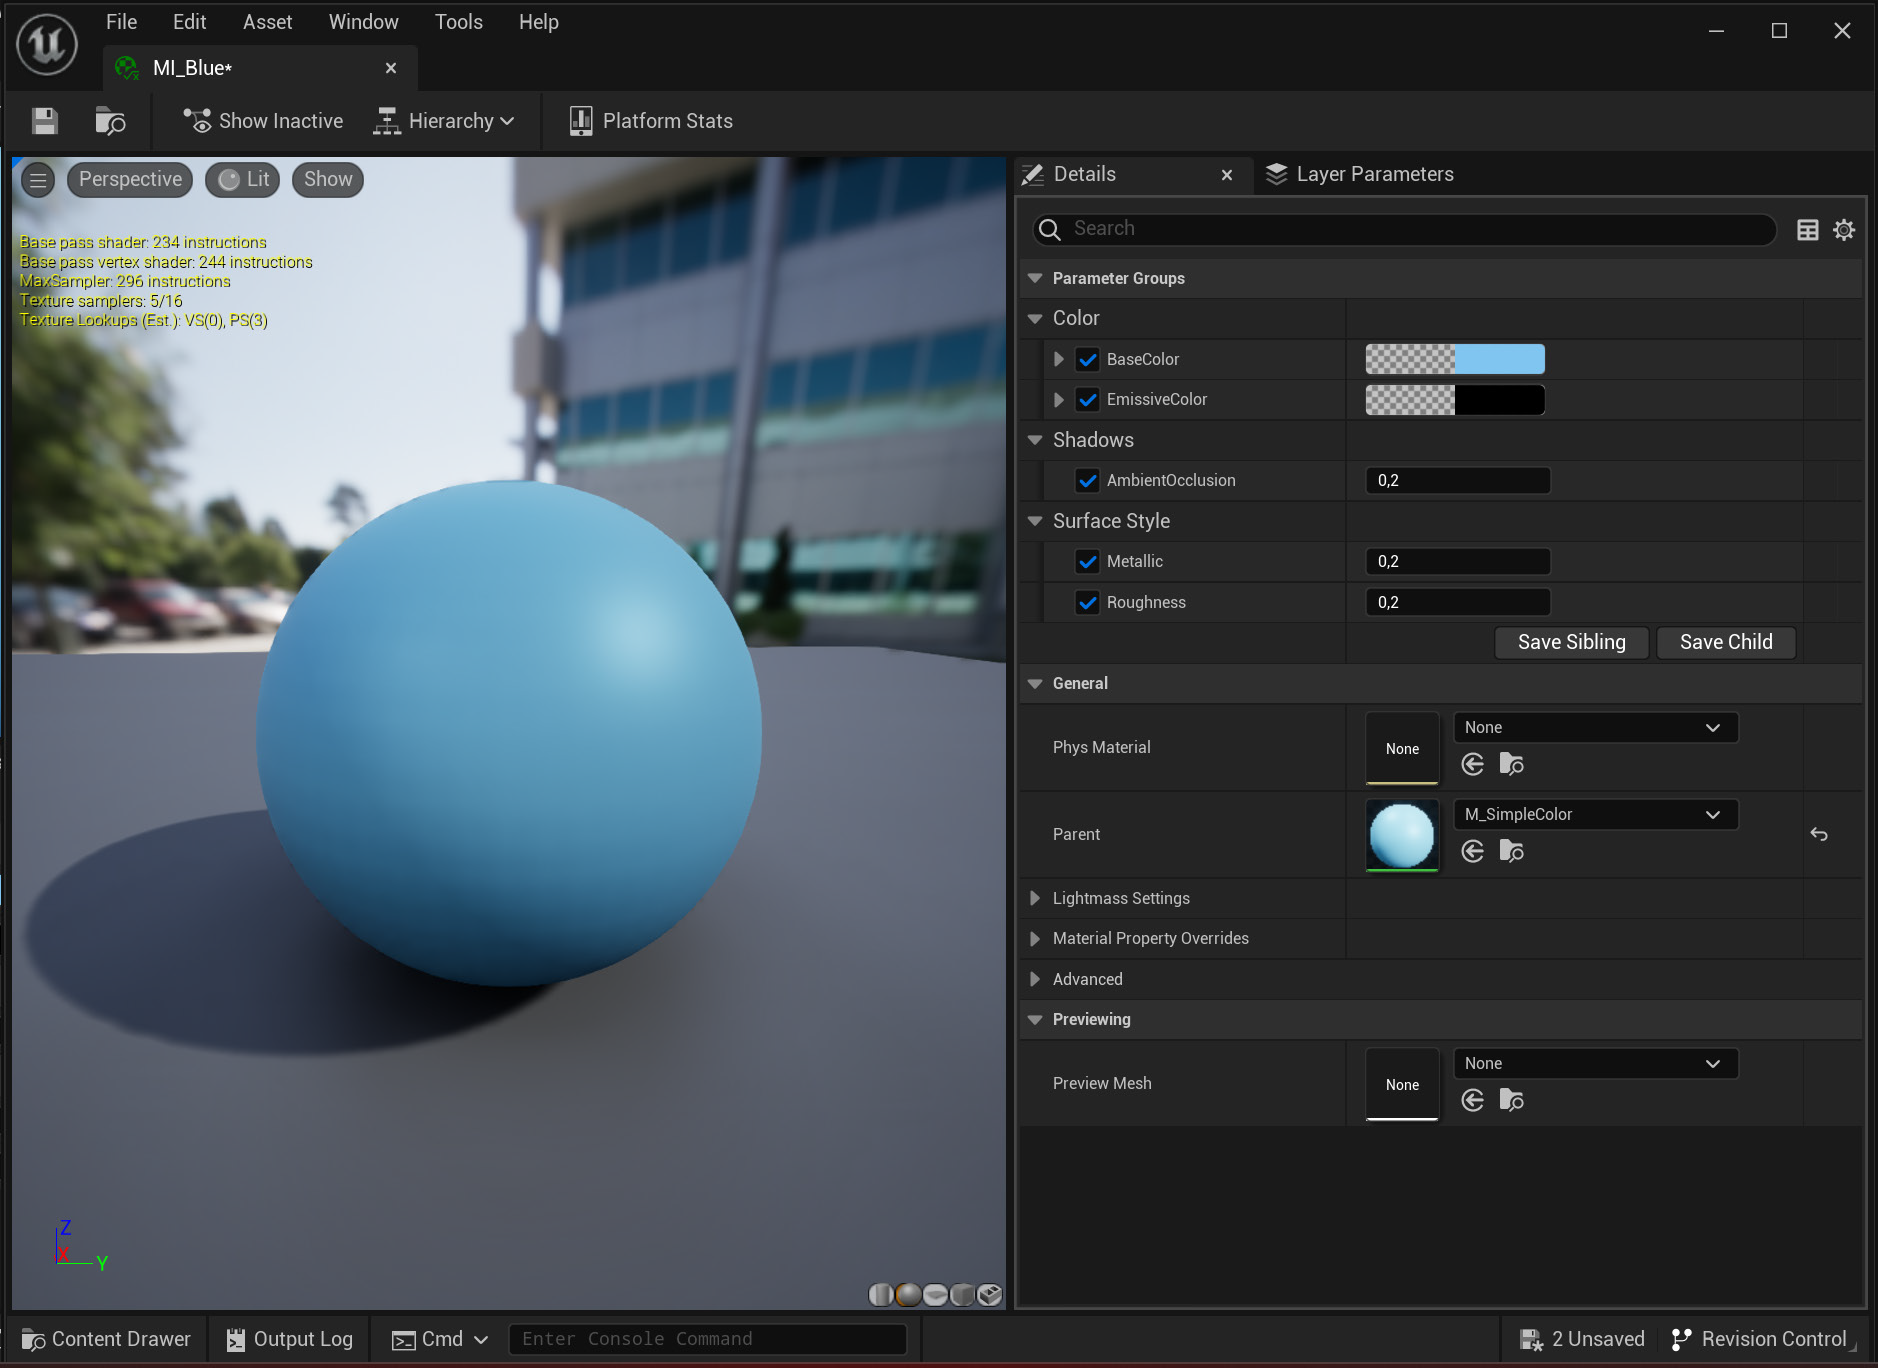 File Edit Asset Window Tools Help
MI_Blue*
Show Inactive Hierarchy Platform Stats
Perspective Lit Show
Base pass shader: 234 instructions
Base pass vertex shader: 244 instructions
MaxSampler: 296 instructions
Texture samplers: 5/16
Texture Lookups (Est.): VS(0), PS(3)
Z
X
Y
Details Layer Parameters
Search
Parameter Groups
Color
BaseColor
EmissiveColor
Shadows
AmbientOcclusion 0,2
Surface Style
Metallic 0,2
Roughness 0,2
Save Sibling Save Child
General
Phys Material None None
Parent M_SimpleColor
Lightmass Settings
Material Property Overrides
Advanced
Previewing
Preview Mesh None None
Content Drawer Output Log Cmd Enter Console Command 2 Unsaved Revision Control